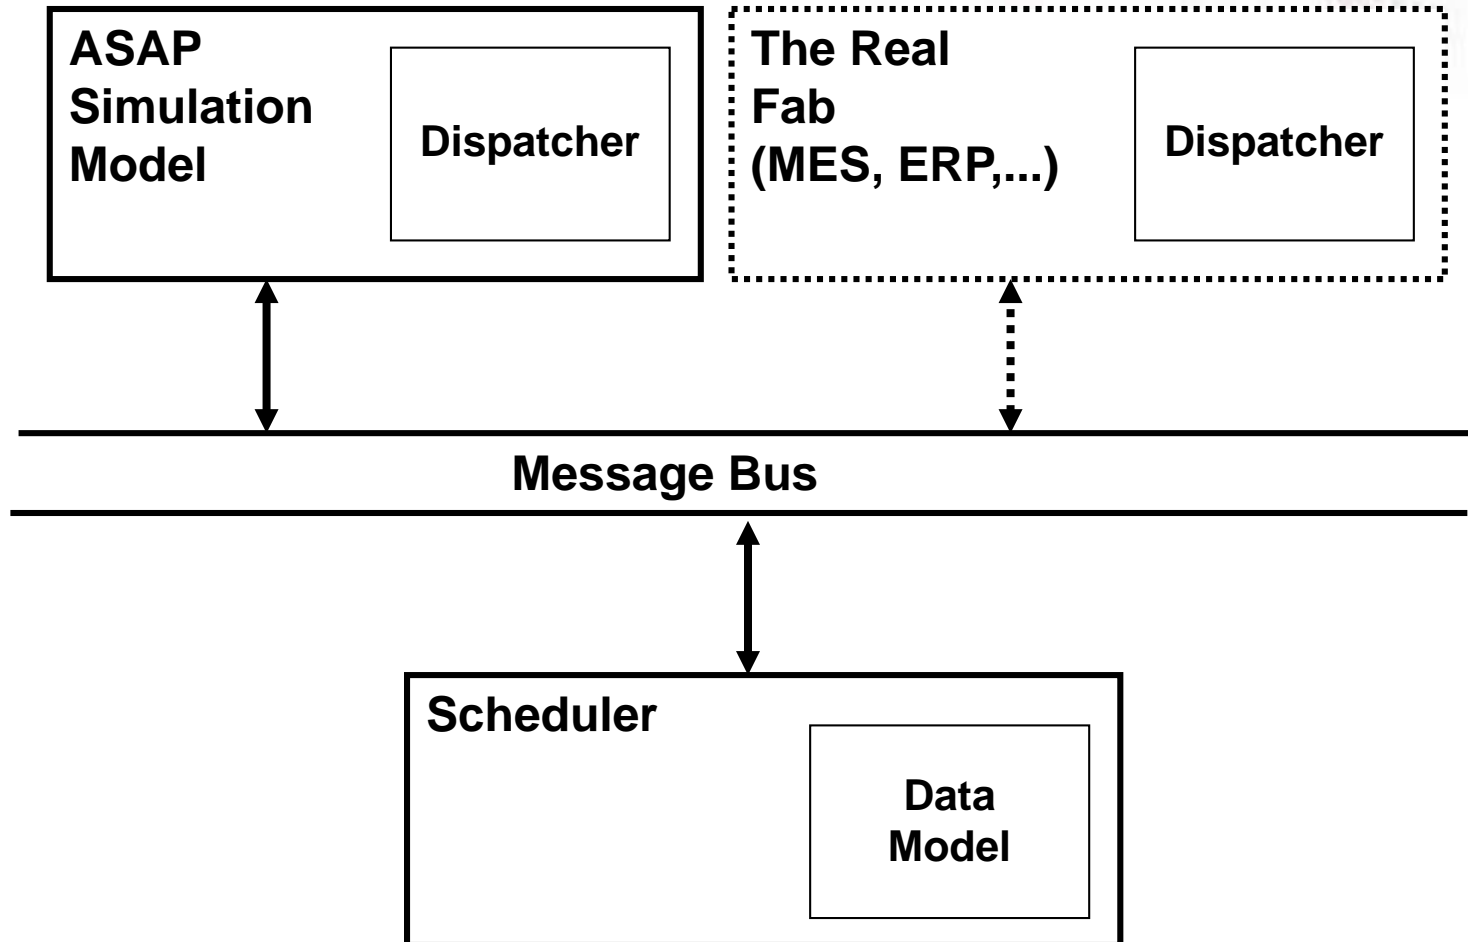 ASAP
Simulation
Model
Dispatcher
The Real
Fab
(MES, ERP,...)
Dispatcher
Message Bus
Scheduler
Data
Model